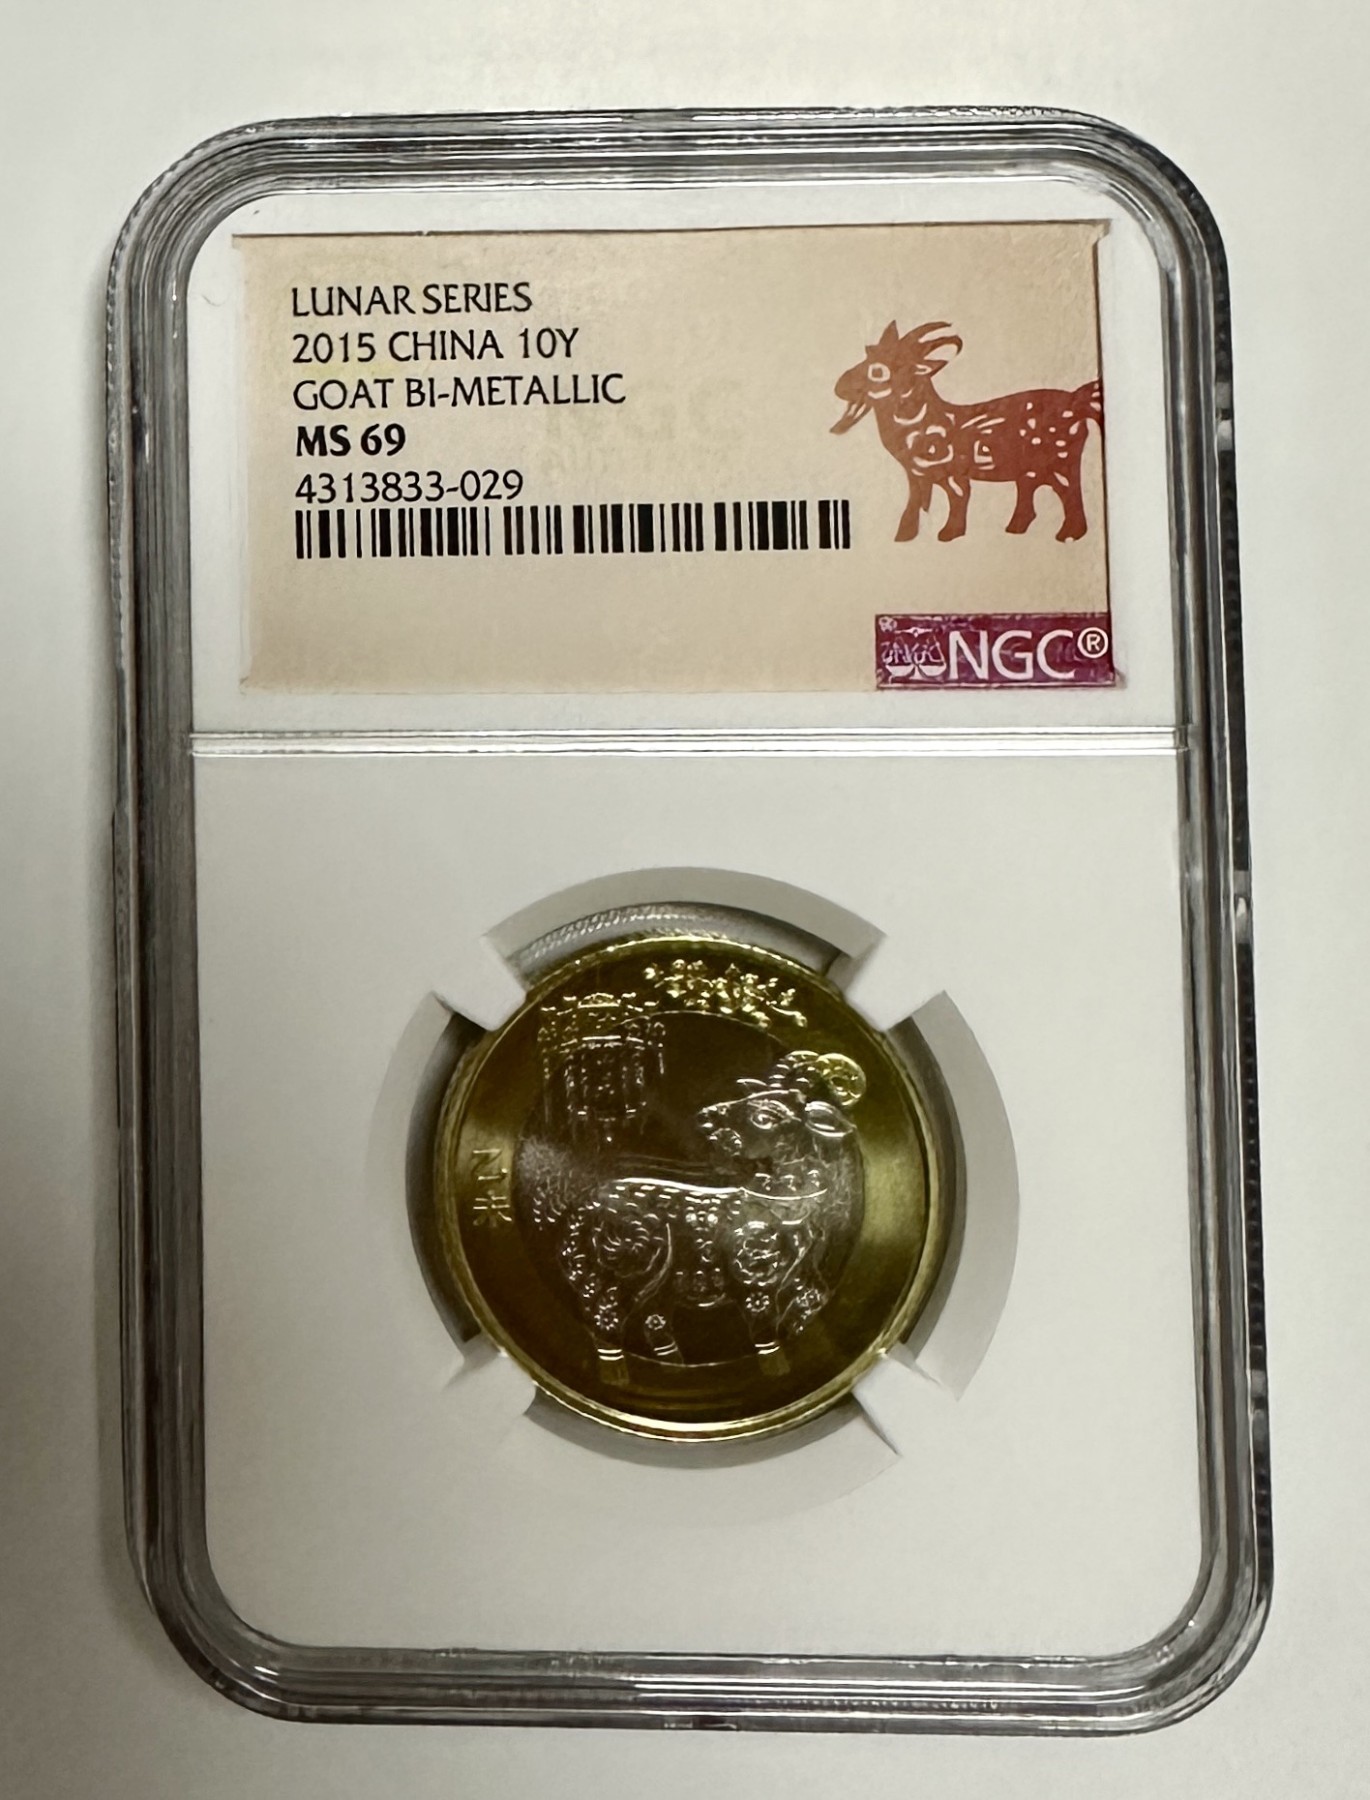 LUNAR SERIES
2015 CHINA 10Y
GOAT BI-METALLIC
MS 69
4313833-029
NGC®
乙未